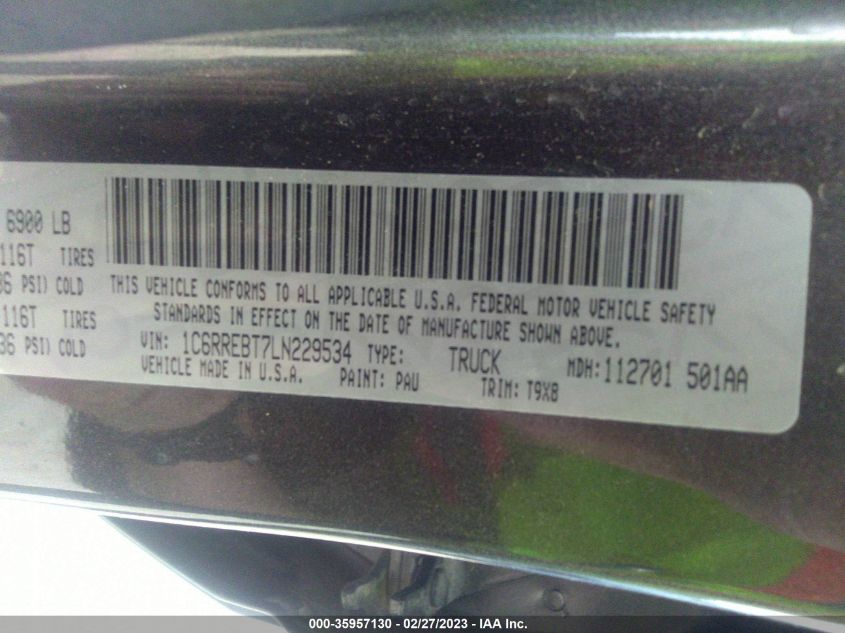 6900 LB
116T TIRES
PSI) COLD
116T TIRES
36 PSI) COLD
THIS VEHICLE CONFORMS TO ALL APPLICABLE U.S.A. FEDERAL MOTOR VEHICLE SAFETY
STANDARDS IN EFFECT ON THE DATE OF MANUFACTURE SHOWN ABOVE.
VIN: 1C6RREBT7LN229534 TYPE: TRUCK MDH: 112701 501AA
VEHICLE MADE IN U.S.A. PAINT: PAU TRIM: T9X8
000-35957130 - 02/27/2023 - IAA Inc.